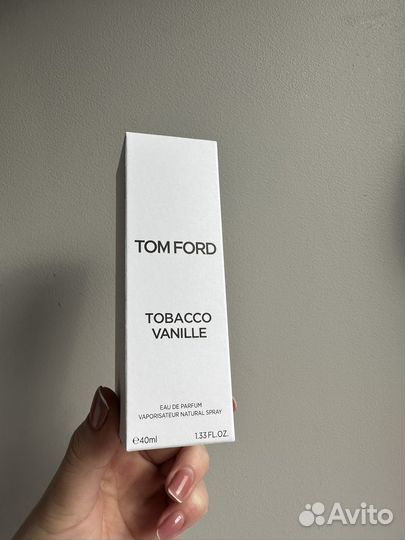 TOM FORD
TOBACCO
VANILLE
EAU DE PARFUM
VAPORISATEUR NATURAL SPRAY
℮40ml 1.33 FL.OZ.
Avito